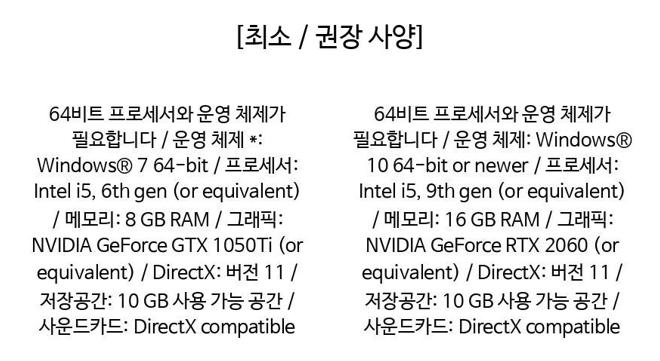 [최소 / 권장 사양]
64비트 프로세서와 운영 체제가
필요합니다 / 운영 체제 *:
Windows® 7 64-bit / 프로세서:
Intel i5, 6th gen (or equivalent)
/ 메모리: 8 GB RAM / 그래픽:
NVIDIA GeForce GTX 1050Ti (or
equivalent) / DirectX: 버전 11 /
저장공간: 10 GB 사용 가능 공간 /
사운드카드: DirectX compatible
64비트 프로세서와 운영 체제가
필요합니다 / 운영 체제: Windows®
10 64-bit or newer / 프로세서:
Intel i5, 9th gen (or equivalent)
/ 메모리: 16 GB RAM / 그래픽:
NVIDIA GeForce RTX 2060 (or
equivalent) / DirectX: 버전 11 /
저장공간: 10 GB 사용 가능 공간 /
사운드카드: DirectX compatible